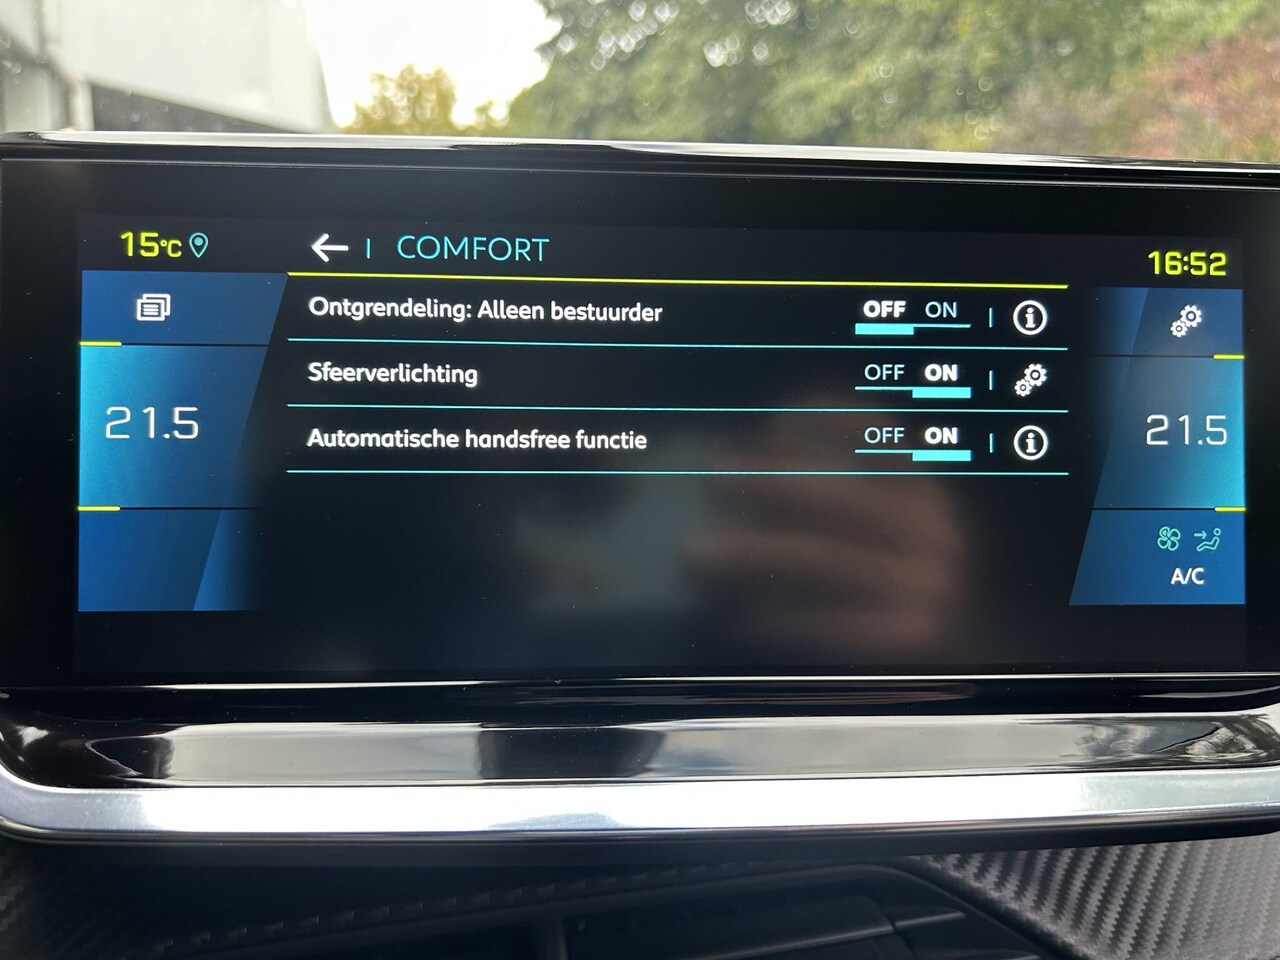 15°C
COMFORT
16:52
Ontgrendeling: Alleen bestuurder OFF ON
Sfeerverlichting OFF ON
21.5
21.5
Automatische handsfree functie OFF ON
A/C